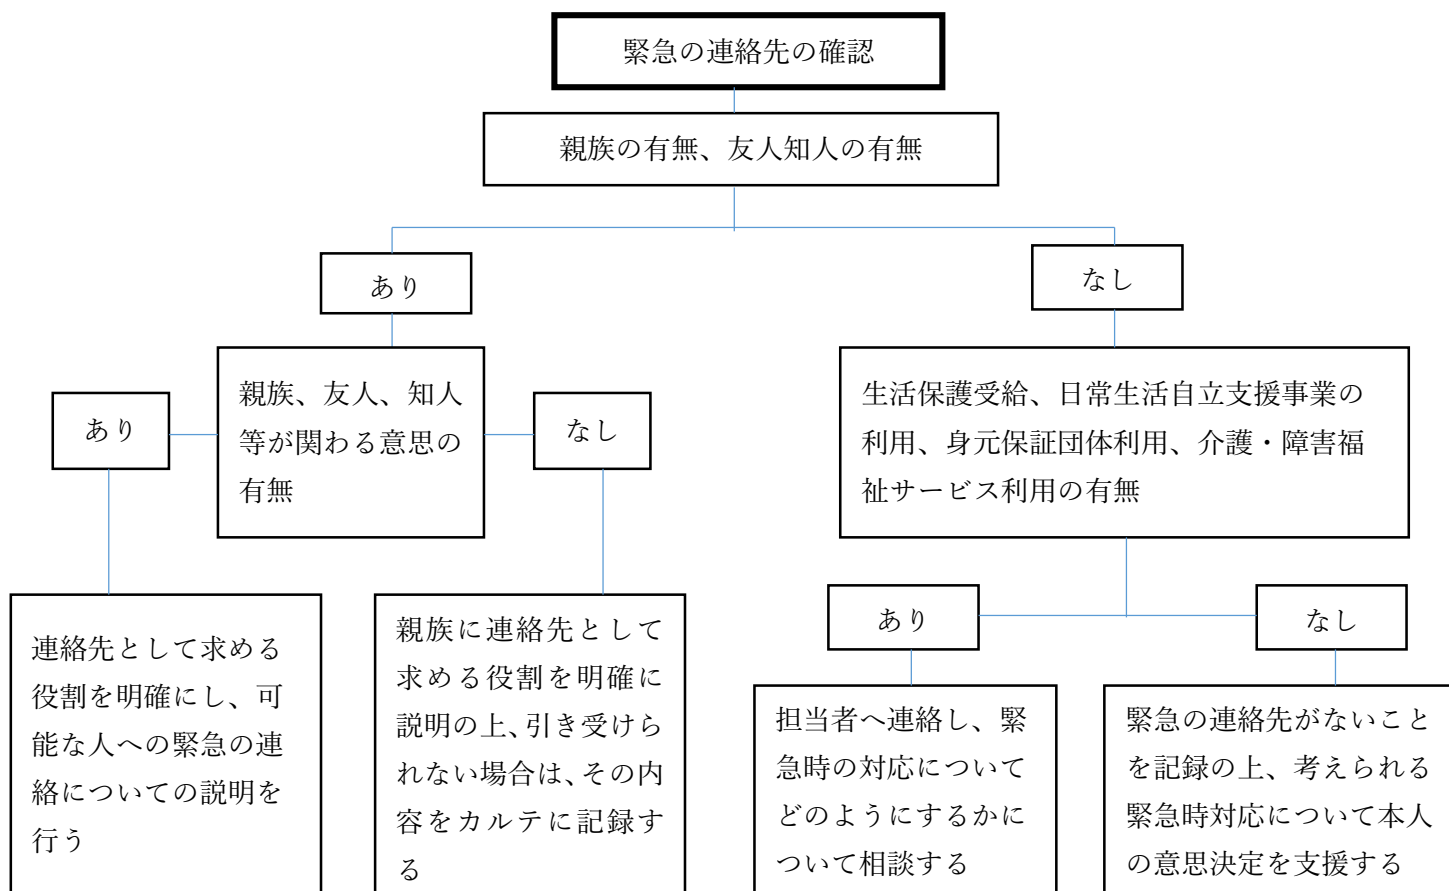 緊急の連絡先の確認
親族の有無、友人知人の有無
あり
なし
親族、友人、知人
等が関わる意思の
有無
あり
なし
生活保護受給、日常生活自立支援事業の
利用、身元保証団体利用、介護・障害福
祉サービス利用の有無
あり
なし
連絡先として求める
役割を明確にし、可
能な人への緊急の連
絡についての説明を
行う
親族に連絡先として
求める役割を明確に
説明の上、引き受けら
れない場合は、その内
容をカルテに記録す
る
担当者へ連絡し、緊
急時の対応について
どのようにするかに
ついて相談する
緊急の連絡先がないこと
を記録の上、考えられる
緊急時対応について本人
の意思決定を支援する